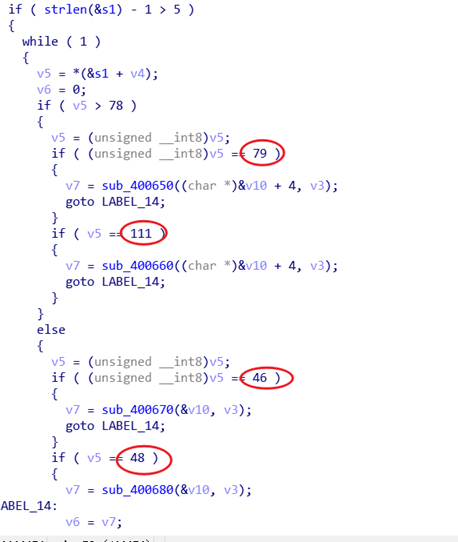 if ( strlen(&s1) - 1 > 5 )
{
while ( 1 )
{
v5 = *(&s1 + v4);
v6 = 0;
if ( v5 > 78 )
{
v5 = (unsigned __int8)v5;
if ( (unsigned __int8)v5 == 79 )
{
v7 = sub_400650((char *)&v10 + 4, v3);
goto LABEL_14;
}
if ( v5 == 111 )
{
v7 = sub_400660((char *)&v10 + 4, v3);
goto LABEL_14;
}
}
else
{
v5 = (unsigned __int8)v5;
if ( (unsigned __int8)v5 == 46 )
{
v7 = sub_400670(&v10, v3);
goto LABEL_14;
}
if ( v5 == 48 )
{
v7 = sub_400680(&v10, v3);
ABEL_14:
v6 = v7;